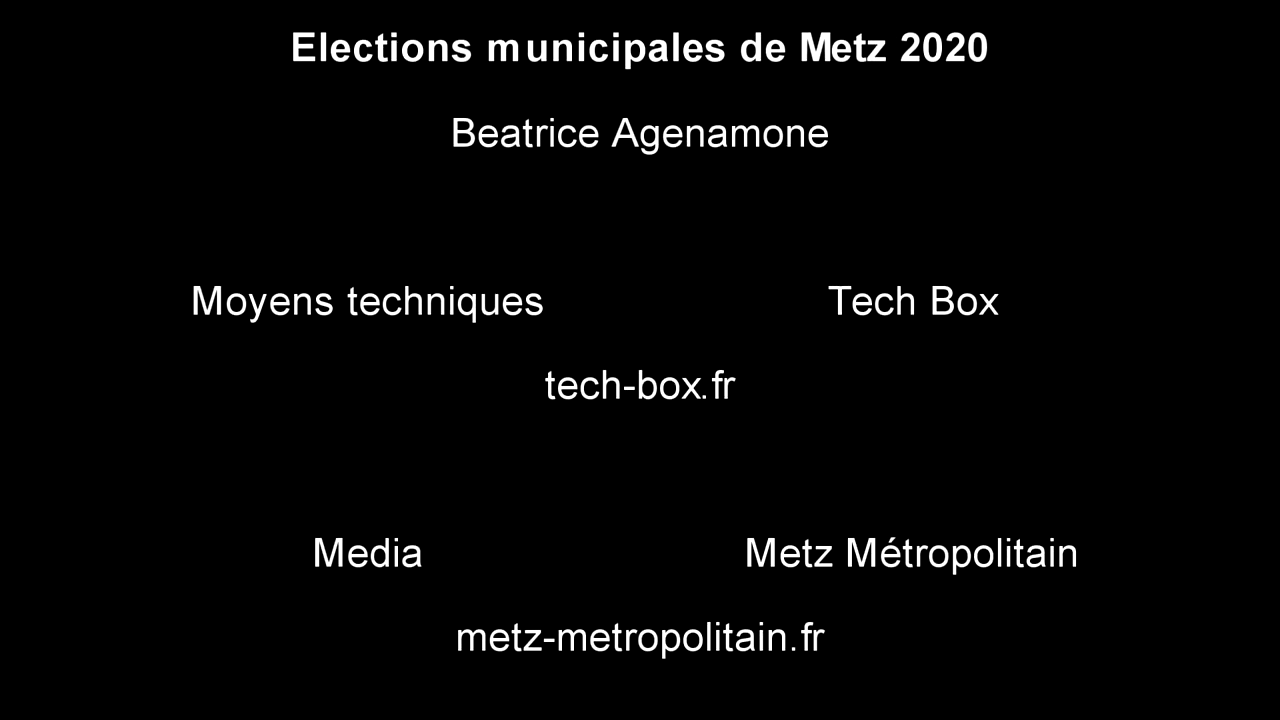 Elections municipales de Metz 2020
Beatrice Agenamone
Moyens techniques Tech Box
tech-box.fr
Media Metz Métropolitain
metz-metropolitain.fr